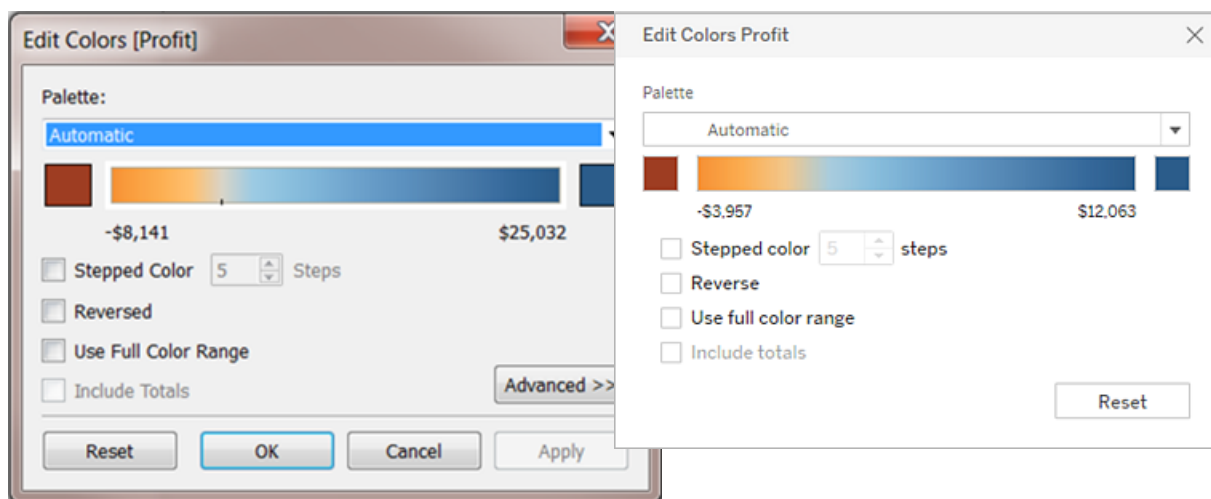 Edit Colors [Profit]
Palette:
Automatic
-$8,141 $25,032
Stepped Color 5 Steps
Reversed
Use Full Color Range
Include Totals
Advanced >>
Reset OK Cancel Apply
Edit Colors Profit
Palette
Automatic
-$3,957 $12,063
Stepped color 5 steps
Reverse
Use full color range
Include totals
Reset